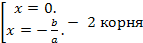 [ x = 0.
x = − b/a. − 2 корня